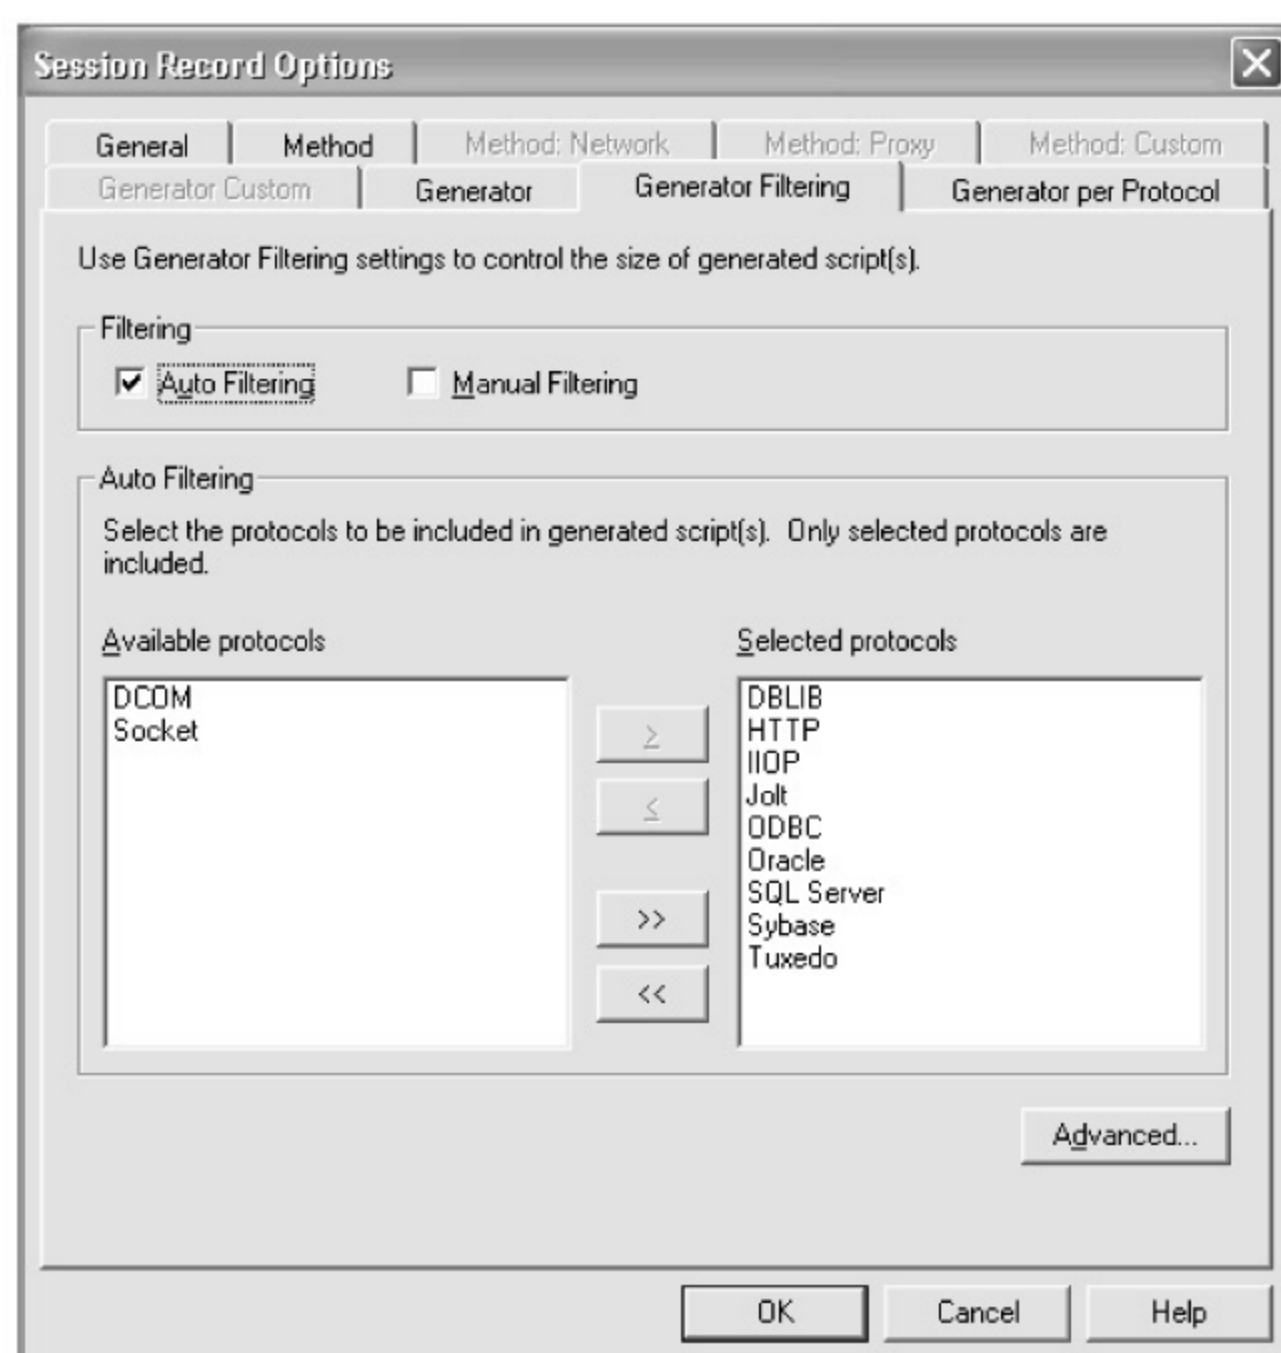 Session Record Options
General Method Method: Network Method: Proxy Method: Custom
Generator Custom Generator Generator Filtering Generator per Protocol
Use Generator Filtering settings to control the size of generated script(s).
Filtering
Auto Filtering Manual Filtering
Auto Filtering
Select the protocols to be included in generated script(s). Only selected protocols are
included.
Available protocols Selected protocols
DCOM DBLIB
Socket HTTP
≥ IIOP
Jolt
≤ ODBC
Oracle
SQL Server
>> Sybase
Tuxedo
<<
Advanced...
OK Cancel Help